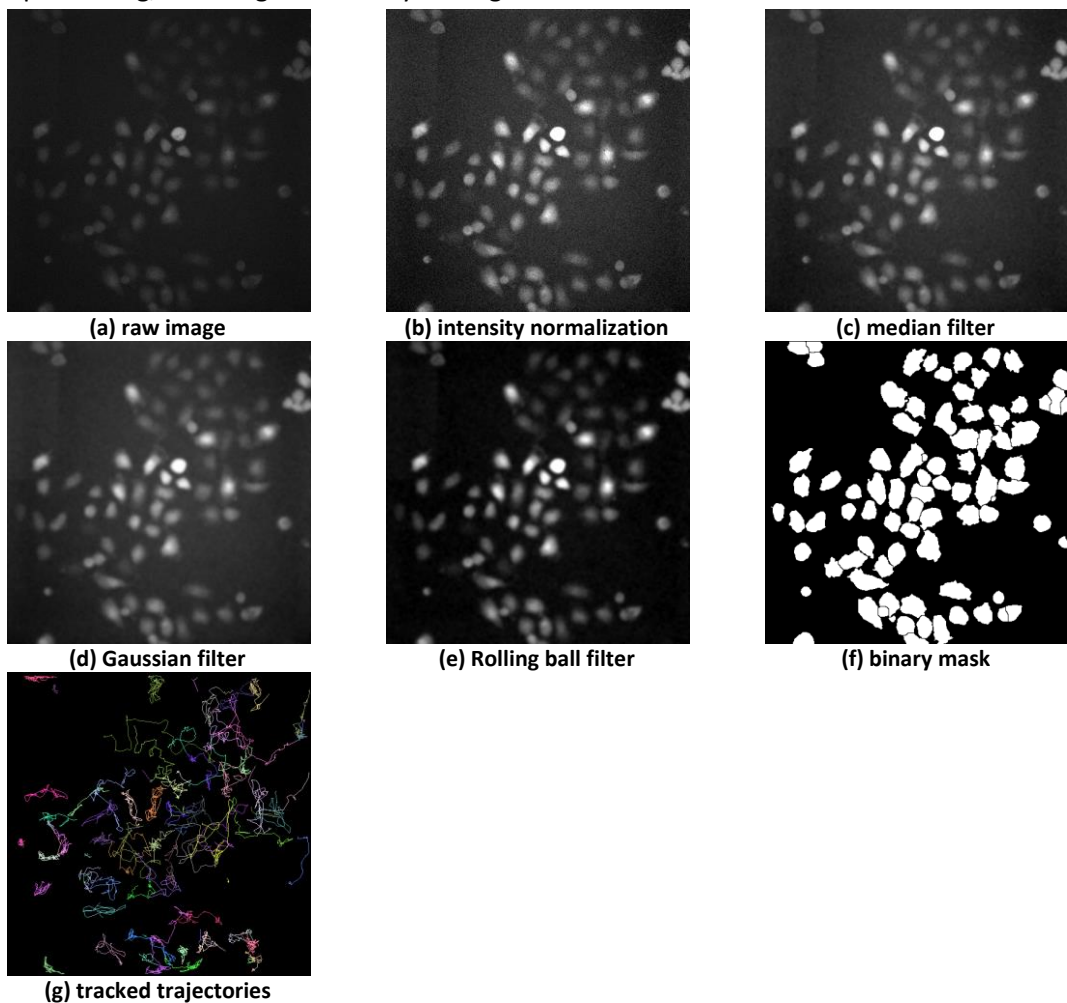 (a) raw image
(b) intensity normalization
(c) median filter
(d) Gaussian filter
(e) Rolling ball filter
(f) binary mask
(g) tracked trajectories